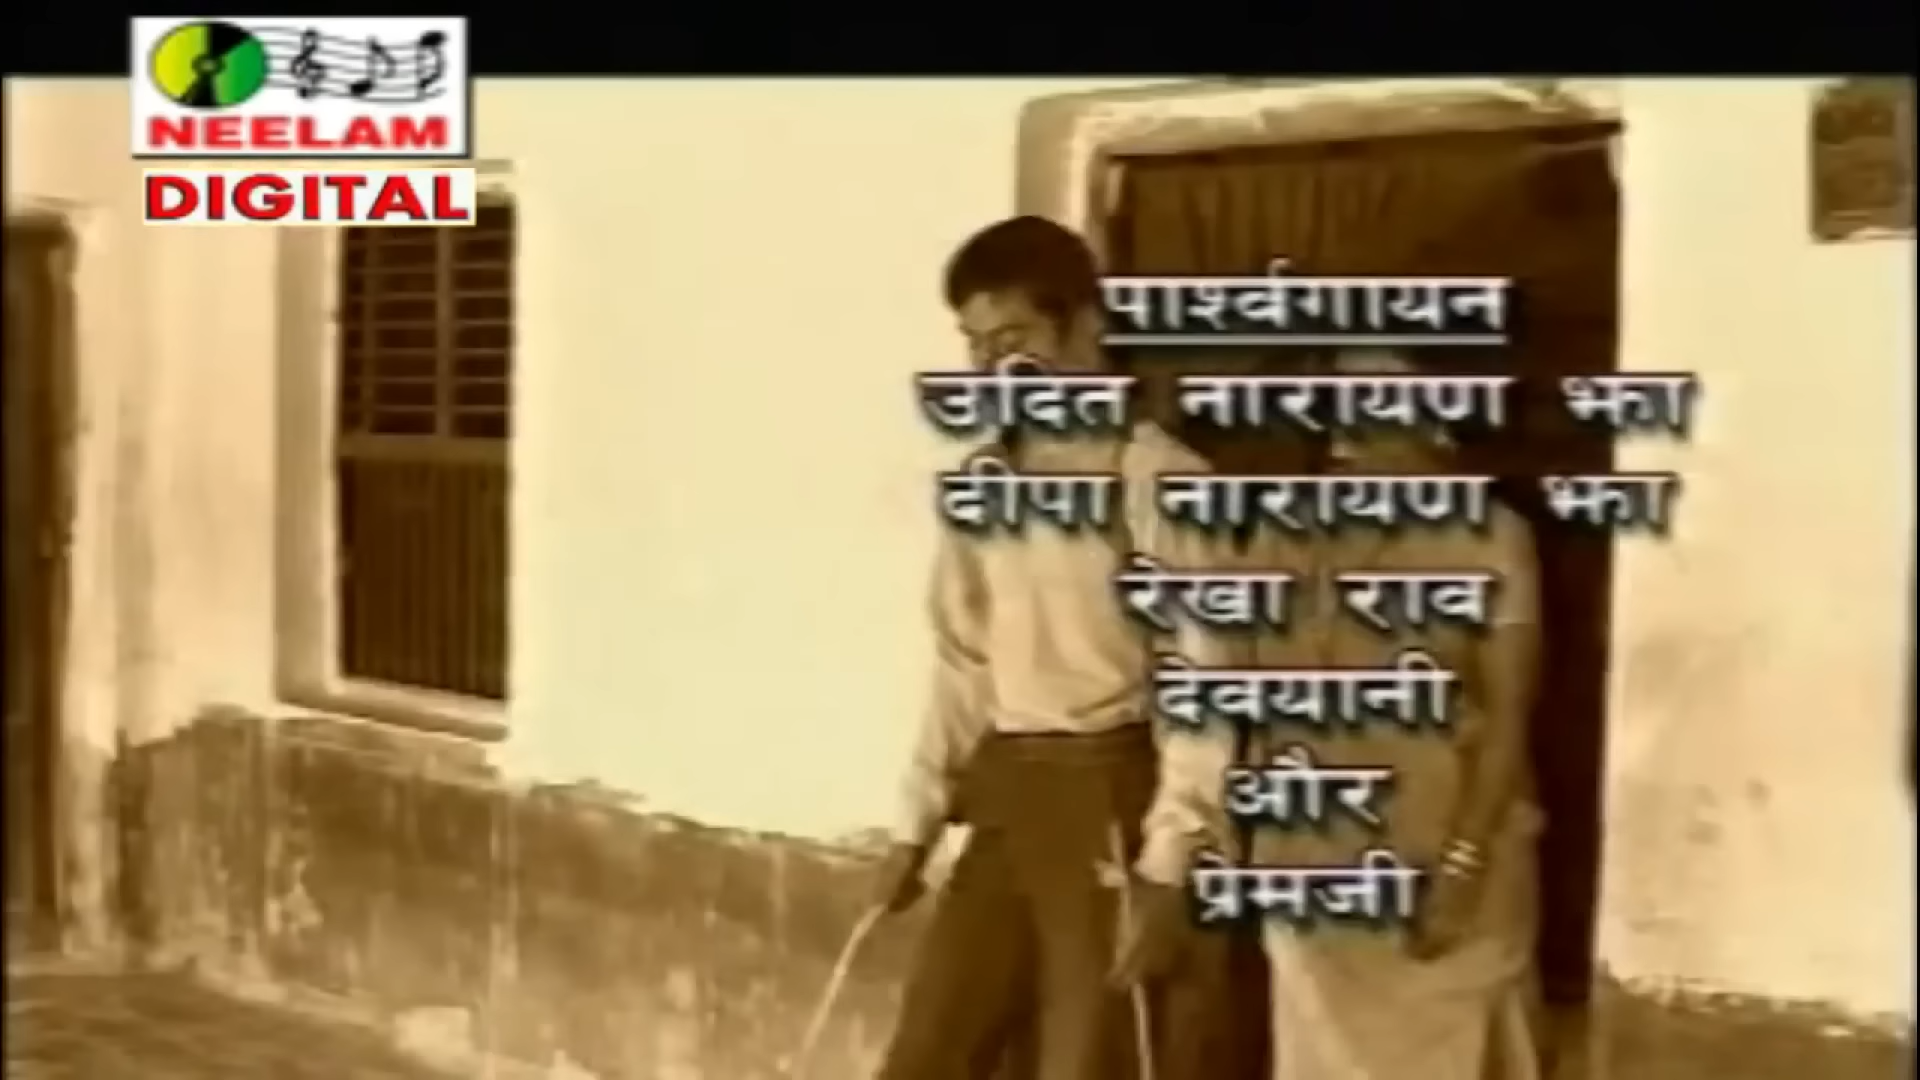 NEELAM
DIGITAL
पार्श्वगायन
उदित नारायण झा
दीपा नारायण झा
रेखा राव
देवयानी
और
प्रेमजी